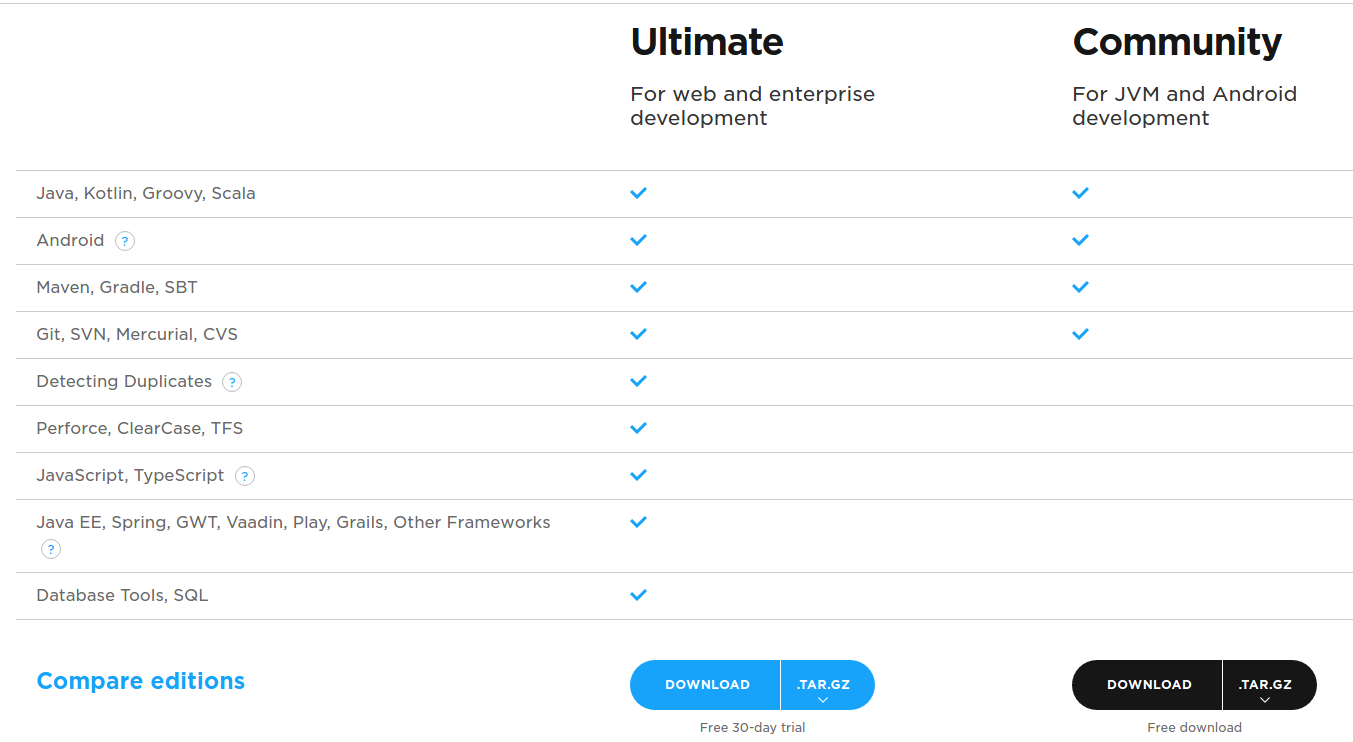 Ultimate
Community
For web and enterprise
development
For JVM and Android
development
Java, Kotlin, Groovy, Scala
Android ?
Maven, Gradle, SBT
Git, SVN, Mercurial, CVS
Detecting Duplicates ?
Perforce, ClearCase, TFS
JavaScript, TypeScript ?
Java EE, Spring, GWT, Vaadin, Play, Grails, Other Frameworks
?
Database Tools, SQL
Compare editions
DOWNLOAD .TAR.GZ
Free 30-day trial
DOWNLOAD .TAR.GZ
Free download